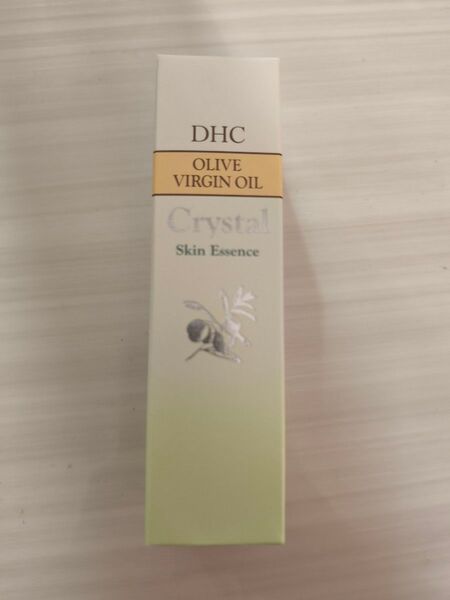 DHC
OLIVE
VIRGIN OIL
Crystal
Skin Essence